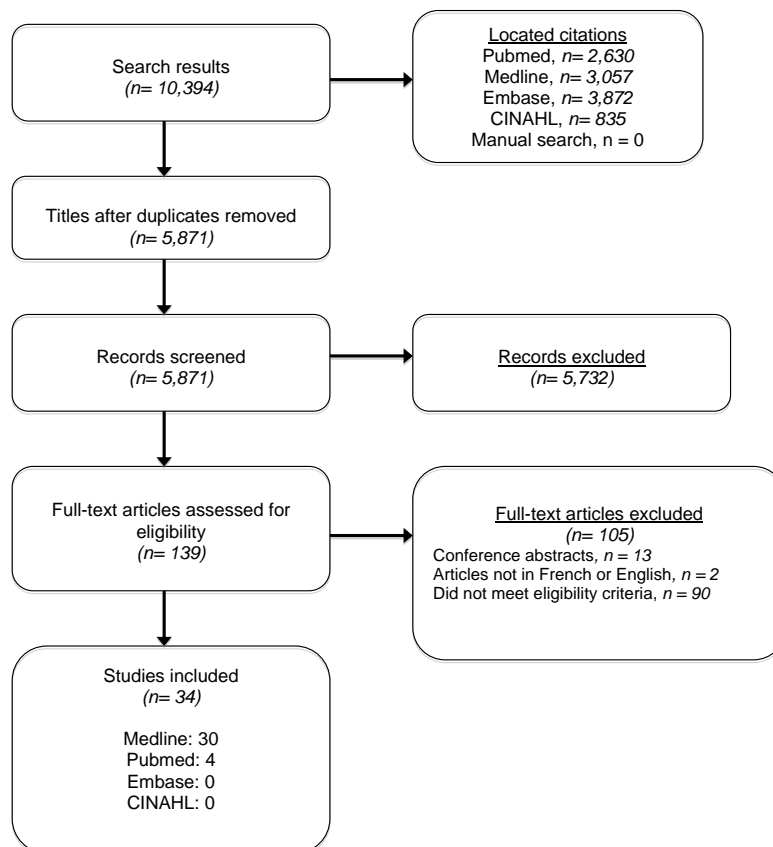 Search results
(n= 10,394)
Located citations
Pubmed, n= 2,630
Medline, n= 3,057
Embase, n= 3,872
CINAHL, n= 835
Manual search, n = 0
Titles after duplicates removed
(n= 5,871)
Records screened
(n= 5,871)
Records excluded
(n= 5,732)
Full-text articles assessed for
eligibility
(n= 139)
Full-text articles excluded
(n= 105)
Conference abstracts, n = 13
Articles not in French or English, n = 2
Did not meet eligibility criteria, n = 90
Studies included
(n= 34)
Medline: 30
Pubmed: 4
Embase: 0
CINAHL: 0